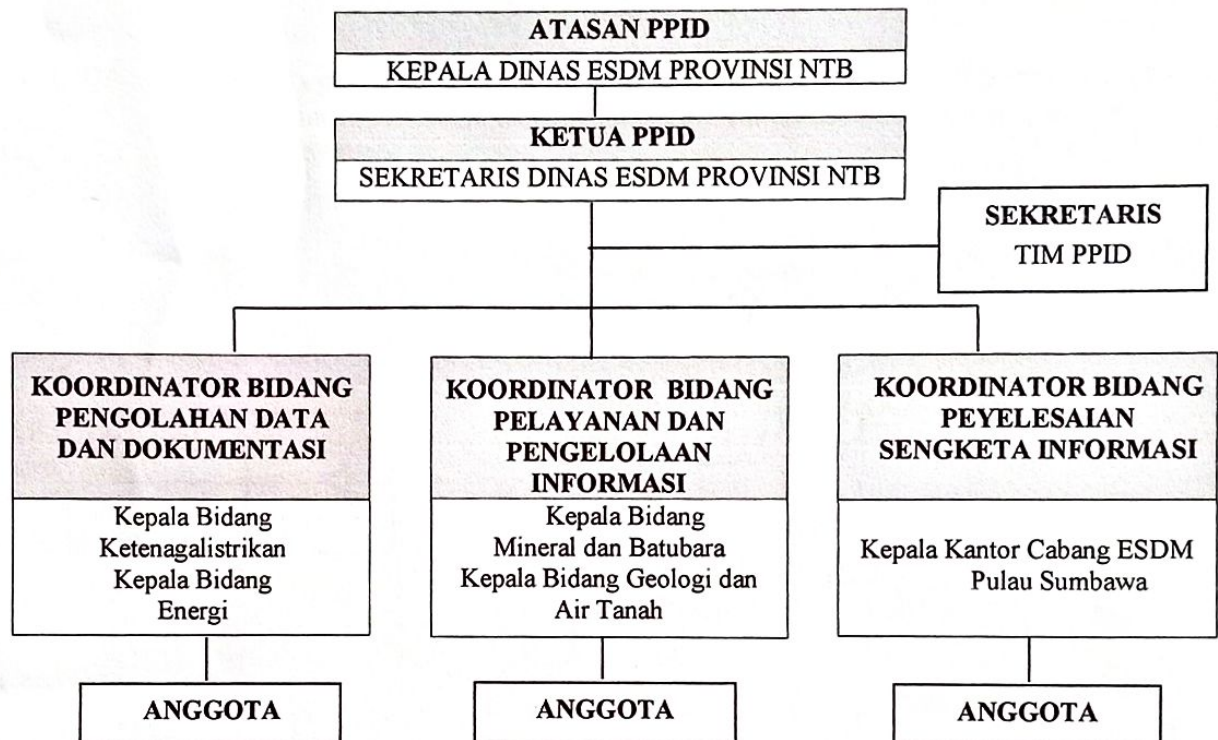 ATASAN PPID
KEPALA DINAS ESDM PROVINSI NTB
KETUA PPID
SEKRETARIS DINAS ESDM PROVINSI NTB
SEKRETARIS
TIM PPID
KOORDINATOR BIDANG
PENGOLAHAN DATA
DAN DOKUMENTASI
Kepala Bidang
Ketenagalistrikan
Kepala Bidang
Energi
ANGGOTA
KOORDINATOR BIDANG
PELAYANAN DAN
PENGELOLAAN
INFORMASI
Kepala Bidang
Mineral dan Batubara
Kepala Bidang Geologi dan
Air Tanah
ANGGOTA
KOORDINATOR BIDANG
PEYELESAIAN
SENGKETA INFORMASI
Kepala Kantor Cabang ESDM
Pulau Sumbawa
ANGGOTA